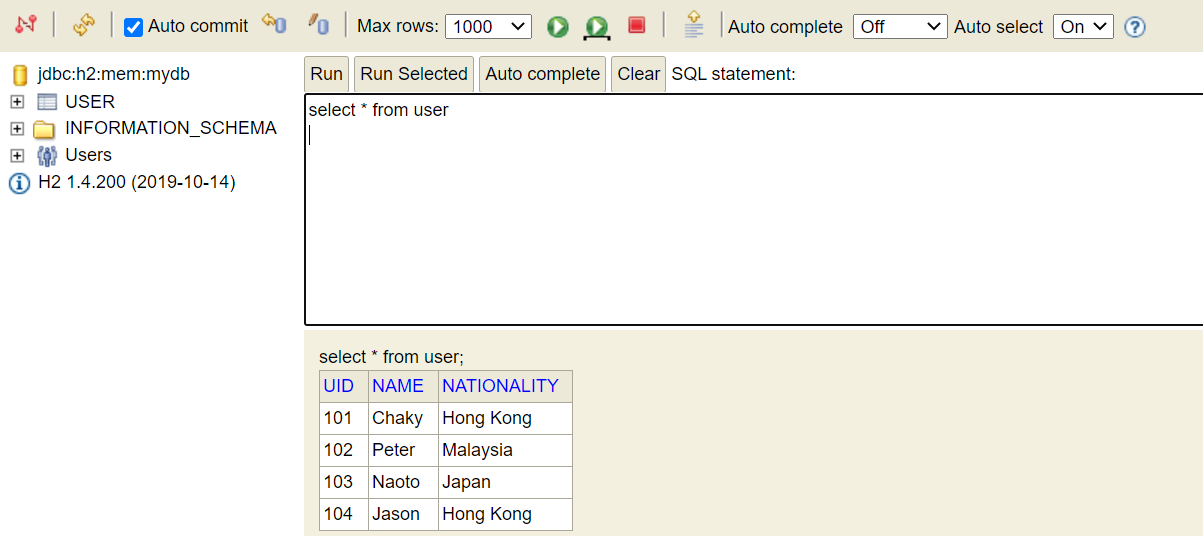 Auto commit Max rows: 1000 Auto complete Off Auto select On
jdbc:h2:mem:mydb
USER
INFORMATION_SCHEMA
Users
H2 1.4.200 (2019-10-14)
Run Run Selected Auto complete Clear SQL statement:
select * from user
select * from user;
UID NAME NATIONALITY
101 Chaky Hong Kong
102 Peter Malaysia
103 Naoto Japan
104 Jason Hong Kong